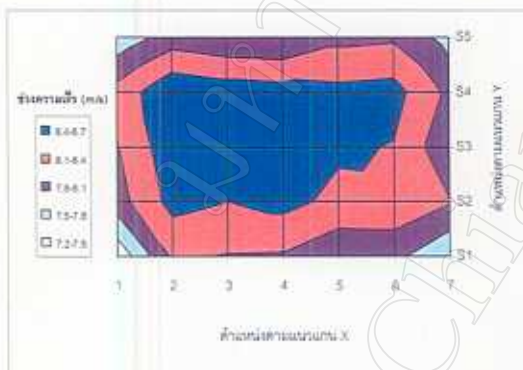 ช่วงความเร็ว (m/s)
8.4-8.7
8.1-8.4
7.8-8.1
7.5-7.8
7.2-7.5
S5
S4
S3
S2
S1
ตำแหน่งตามแนวแกน Y
1 2 3 4 5 6 7
ตำแหน่งตามแนวแกน X